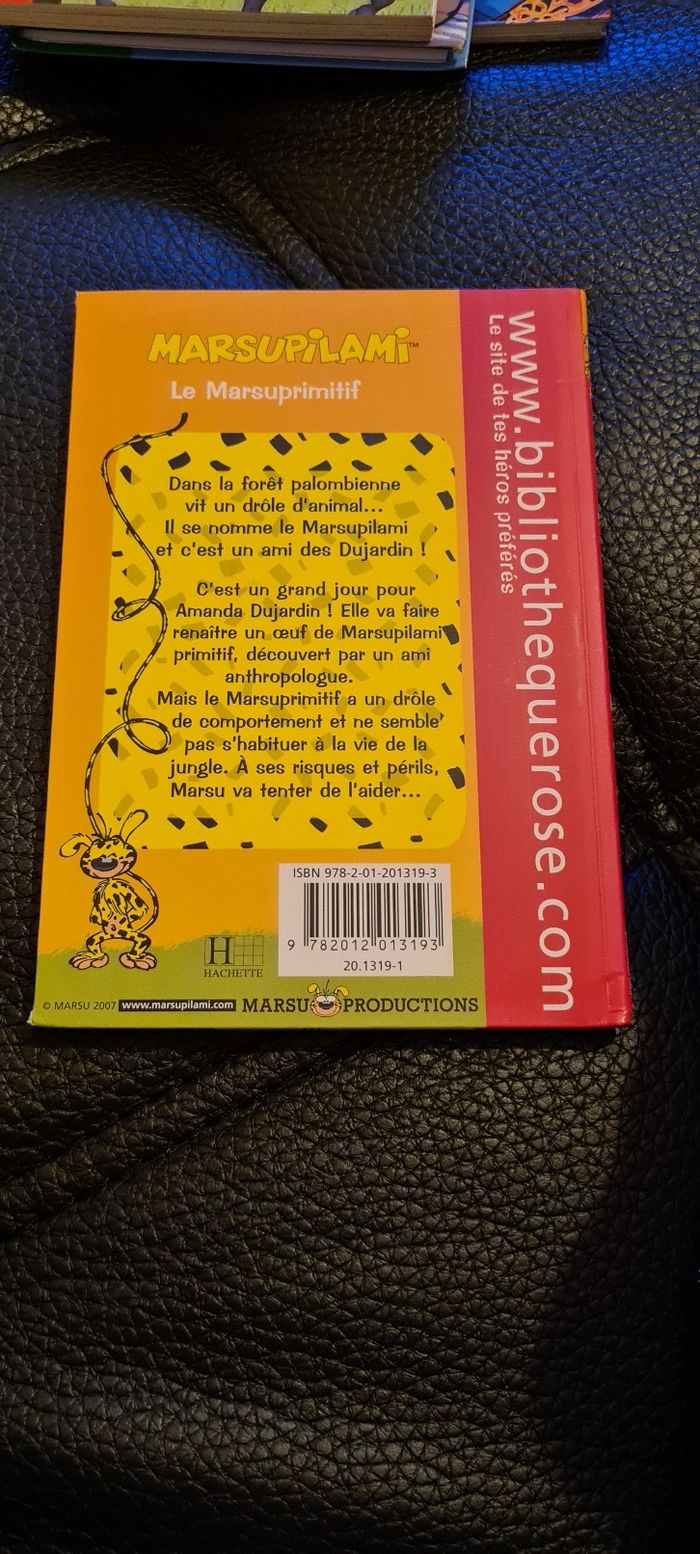 MARSUPiLAMi™
Le Marsuprimitif
Dans la forêt palombienne
vit un drôle d'animal...
Il se nomme le Marsupilami
et c'est un ami des Dujardin !
C'est un grand jour pour
Amanda Dujardin ! Elle va faire
renaître un œuf de Marsupilami
primitif, découvert par un ami
anthropologue.
Mais le Marsuprimitif a un drôle
de comportement et ne semble
pas s'habituer à la vie de la
jungle. À ses risques et périls,
Marsu va tenter de l'aider...
ISBN 978-2-01-201319-3
9 782012 013193
20.1319-1
H
HACHETTE
© MARSU 2007 www.marsupilami.com MARSU PRODUCTIONS
www.bibliothequerose.com
Le site de tes héros préférés